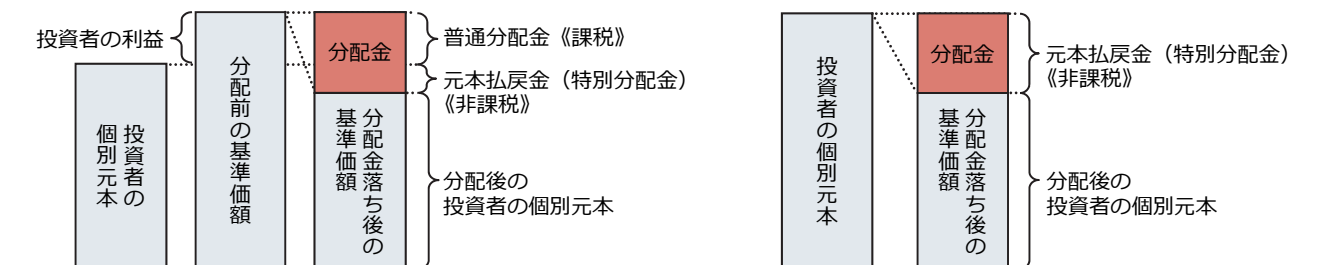 投資者の利益
投資者の
個別元本
分配前の基準価額
分配金
分配金落ち後の
基準価額
普通分配金《課税》
元本払戻金（特別分配金）
《非課税》
分配後の
投資者の個別元本
投資者の個別元本
分配金
分配金落ち後の
基準価額
元本払戻金（特別分配金）
《非課税》
分配後の
投資者の個別元本